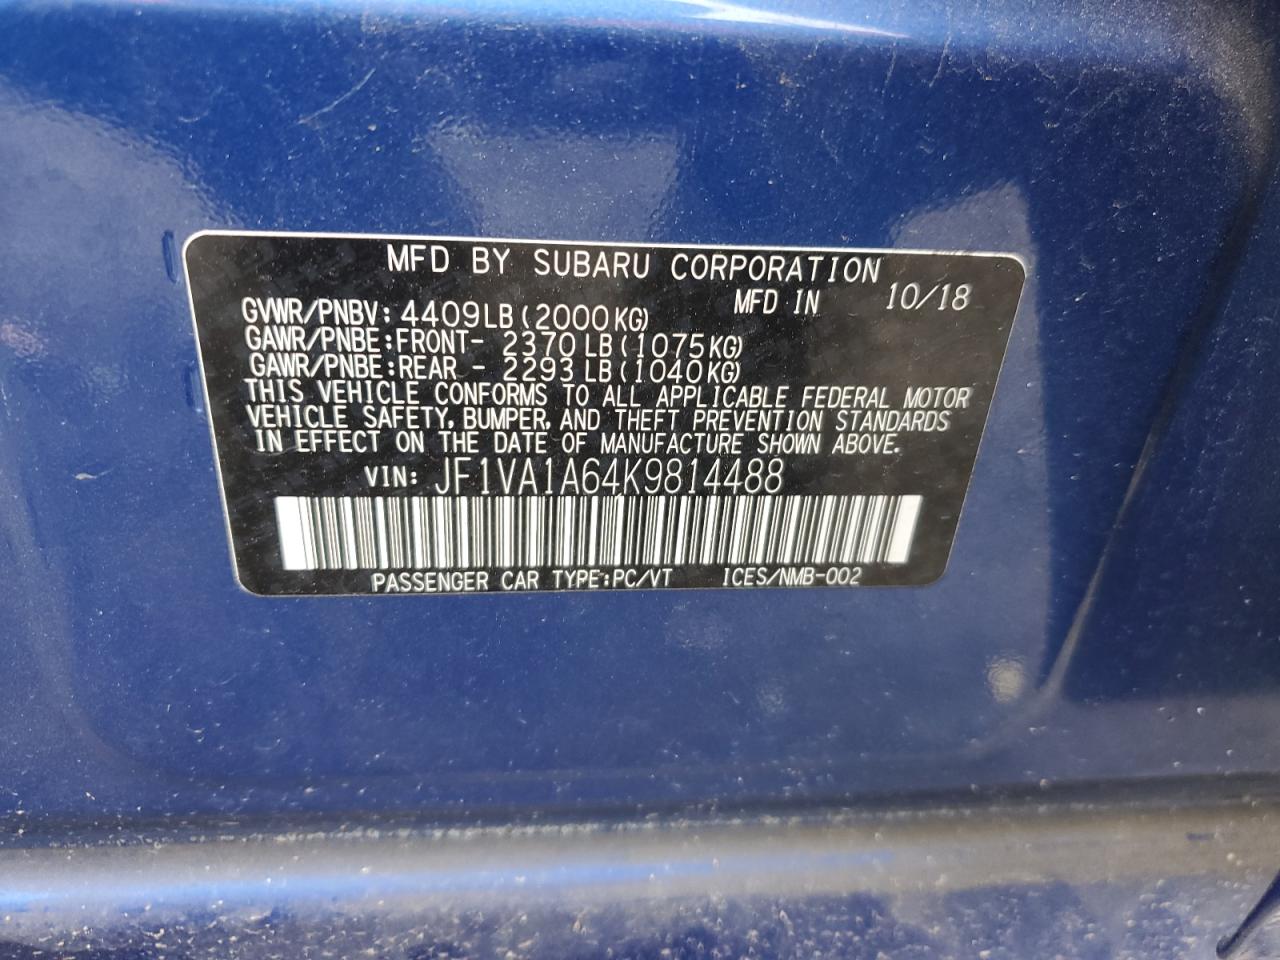 MFD BY SUBARU CORPORATION
MFD IN 10/18
GVWR/PNBV: 4409LB(2000KG)
GAWR/PNBE:FRONT- 2370LB(1075KG)
GAWR/PNBE:REAR - 2293LB(1040KG)
THIS VEHICLE CONFORMS TO ALL APPLICABLE FEDERAL MOTOR
VEHICLE SAFETY, BUMPER, AND THEFT PREVENTION STANDARDS
IN EFFECT ON THE DATE OF MANUFACTURE SHOWN ABOVE.
VIN: JF1VA1A64K9814488
PASSENGER CAR TYPE:PC/VT ICES/NMB-002